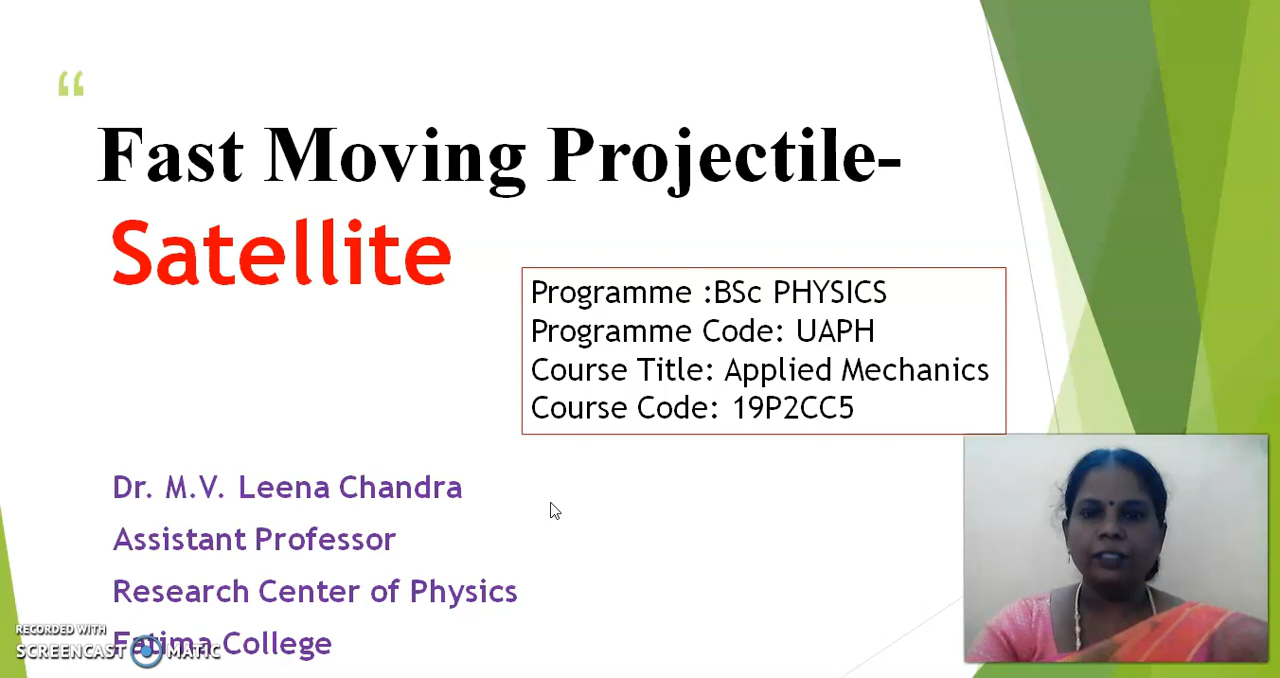 “
Fast Moving Projectile-
Satellite
Programme :BSc PHYSICS
Programme Code: UAPH
Course Title: Applied Mechanics
Course Code: 19P2CC5
Dr. M.V. Leena Chandra
Assistant Professor
Research Center of Physics
Fatima College
RECORDED WITH
SCREENCAST MATIC